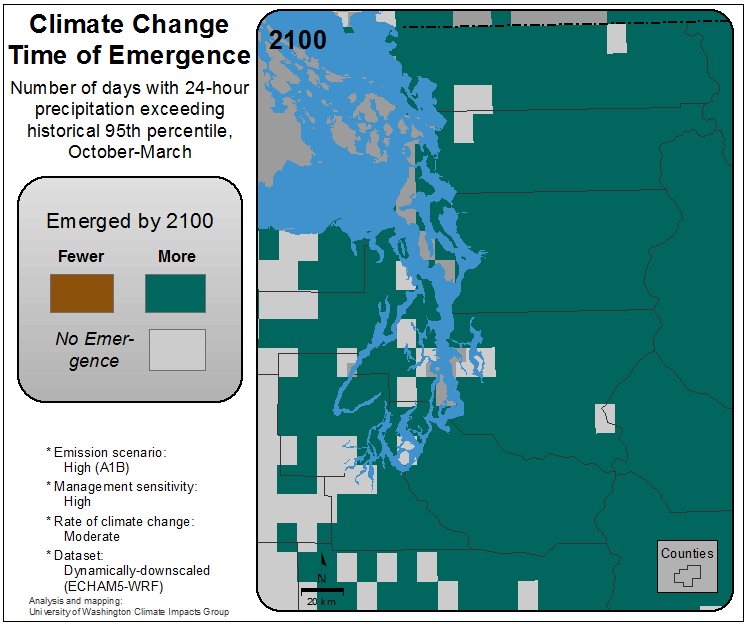 Climate Change
Time of Emergence
Number of days with 24-hour
precipitation exceeding
historical 95th percentile,
October-March
Emerged by 2100
Fewer
More
No Emer-
gence
* Emission scenario:
High (A1B)
* Management sensitivity:
High
* Rate of climate change:
Moderate
* Dataset:
Dynamically-downscaled
(ECHAM5-WRF)
Analysis and mapping:
University of Washington Climate Impacts Group
2100
N
20 km
Counties